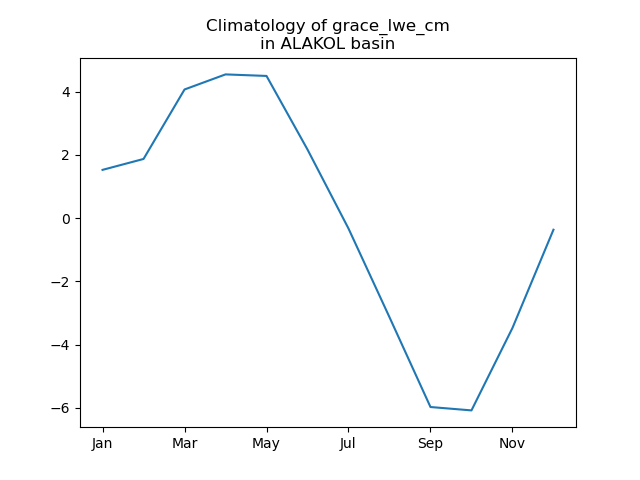 Climatology of grace_lwe_cm
in ALAKOL basin
4
2
0
−2
−4
−6
Jan
Mar
May
Jul
Sep
Nov